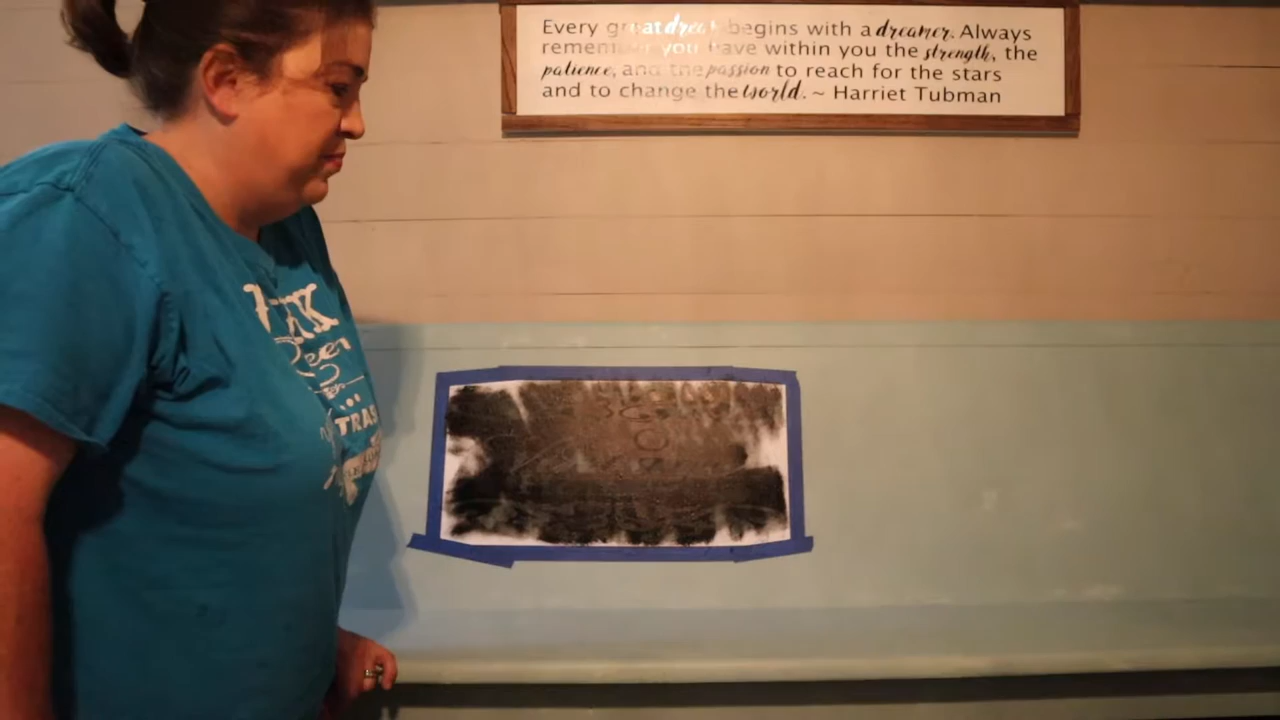 Every great dream begins with a dreamer. Always
remember you have within you the strength, the
patience, and the passion to reach for the stars
and to change the world. ~ Harriet Tubman
TRAS